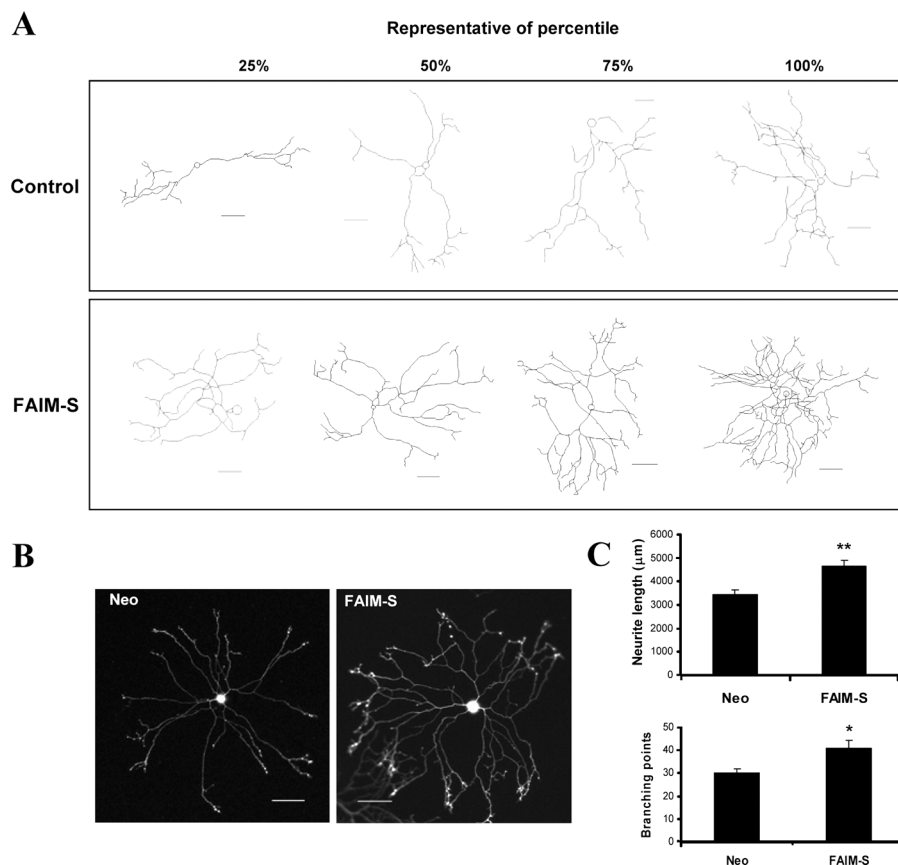 A
Representative of percentile
25% 50% 75% 100%
Control
FAIM-S
B
Neo
FAIM-S
C
Neurite length (µm)
6000
5000
4000
3000
2000
1000
0
**
Neo FAIM-S
Branching points
50
40
30
20
10
0
*
Neo FAIM-S